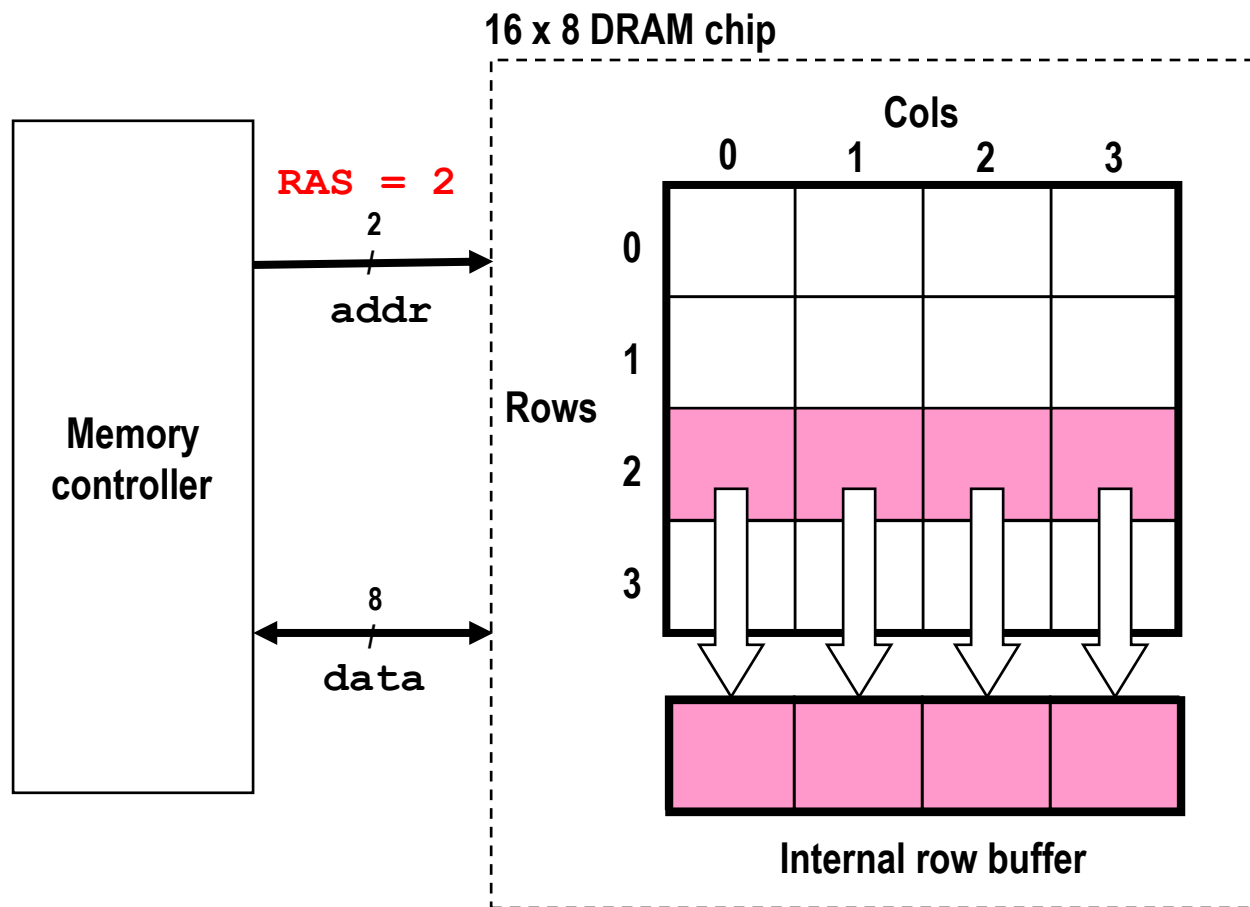 16 x 8 DRAM chip
Cols
0 1 2 3
RAS = 2
2
addr
0
1
Rows
Memory
controller
2
3
8
data
Internal row buffer